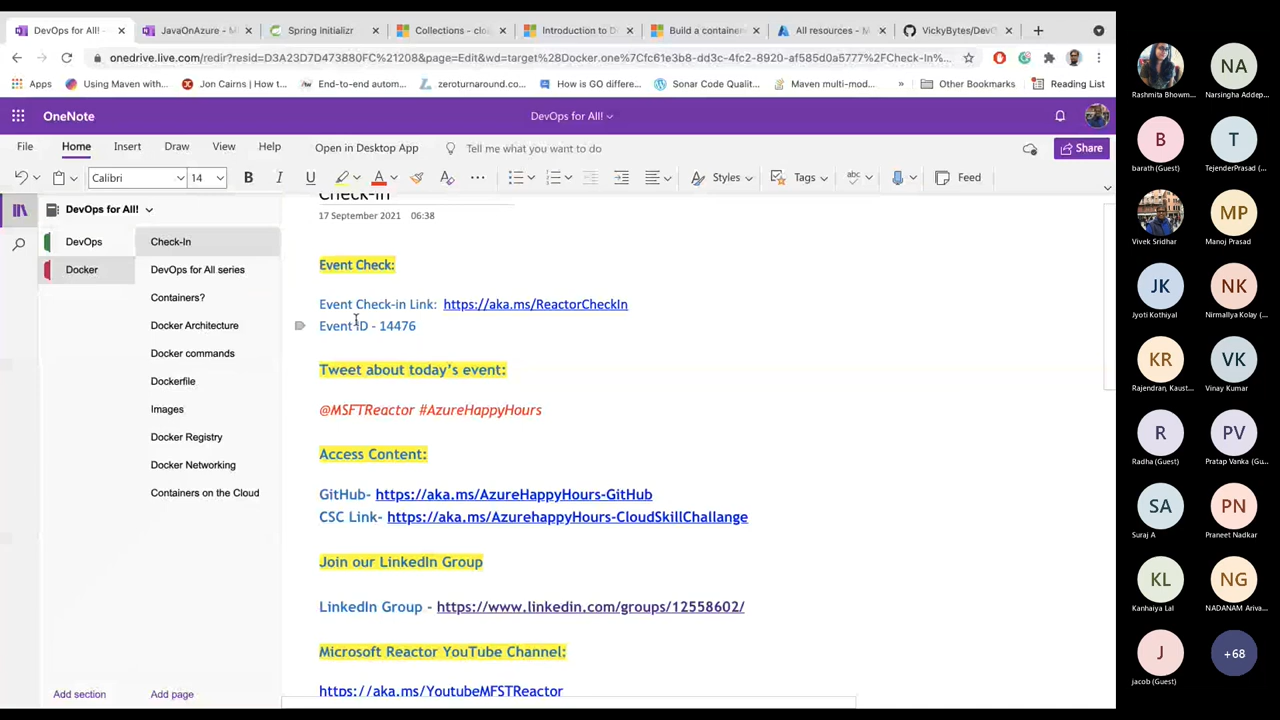 DevOps for All! -
JavaOnAzure - M
Spring Initializr
Collections - clo
Introduction to D
Build a container
All resources - M
VickyBytes/DevO
onedrive.live.com/redir?resid=D3A23D7D473880FC%21208&page=Edit&wd=target%28Docker.one%7Cfc61e3b8-dd3c-4fc2-8920-af585d0a5777%2FCheck-In%...
Apps
Using Maven with...
Jon Cairns | How t...
End-to-end autom...
zeroturnaround.co...
How is GO differe...
Sonar Code Qualit...
Maven multi-mod...
»
Other Bookmarks
Reading List
OneNote
DevOps for All!
File
Home
Insert
Draw
View
Help
Open in Desktop App
Tell me what you want to do
Share
Calibri
14
B
I
U
A
Styles
Tags
abc
Feed
DevOps for All!
DevOps
Docker
Check-In
DevOps for All series
Containers?
Docker Architecture
Docker commands
Dockerfile
Images
Docker Registry
Docker Networking
Containers on the Cloud
Add section
Add page
Check-In
17 September 2021 06:38
Event Check:
Event Check-in Link: https://aka.ms/ReactorCheckIn
Event ID - 14476
Tweet about today's event:
@MSFTReactor #AzureHappyHours
Access Content:
GitHub- https://aka.ms/AzureHappyHours-GitHub
CSC Link- https://aka.ms/AzurehappyHours-CloudSkillChallange
Join our LinkedIn Group
LinkedIn Group - https://www.linkedin.com/groups/12558602/
Microsoft Reactor YouTube Channel:
https://aka.ms/YoutubeMFSTReactor
Rashmita Bhowm...
NA
Narsingha Addep...
B
barath (Guest)
T
TejenderPrasad (...
Vivek Sridhar
MP
Manoj Prasad
JK
Jyoti Kothiyal
NK
Nirmallya Kolay (...
KR
Rajendran, Kaust...
VK
Vinay Kumar
R
Radha (Guest)
PV
Pratap Vanka (Gu...
SA
Suraj A
PN
Praneet Nadkar
KL
Kanhaiya Lal
NG
NADANAM Ariva...
J
jacob (Guest)
+68